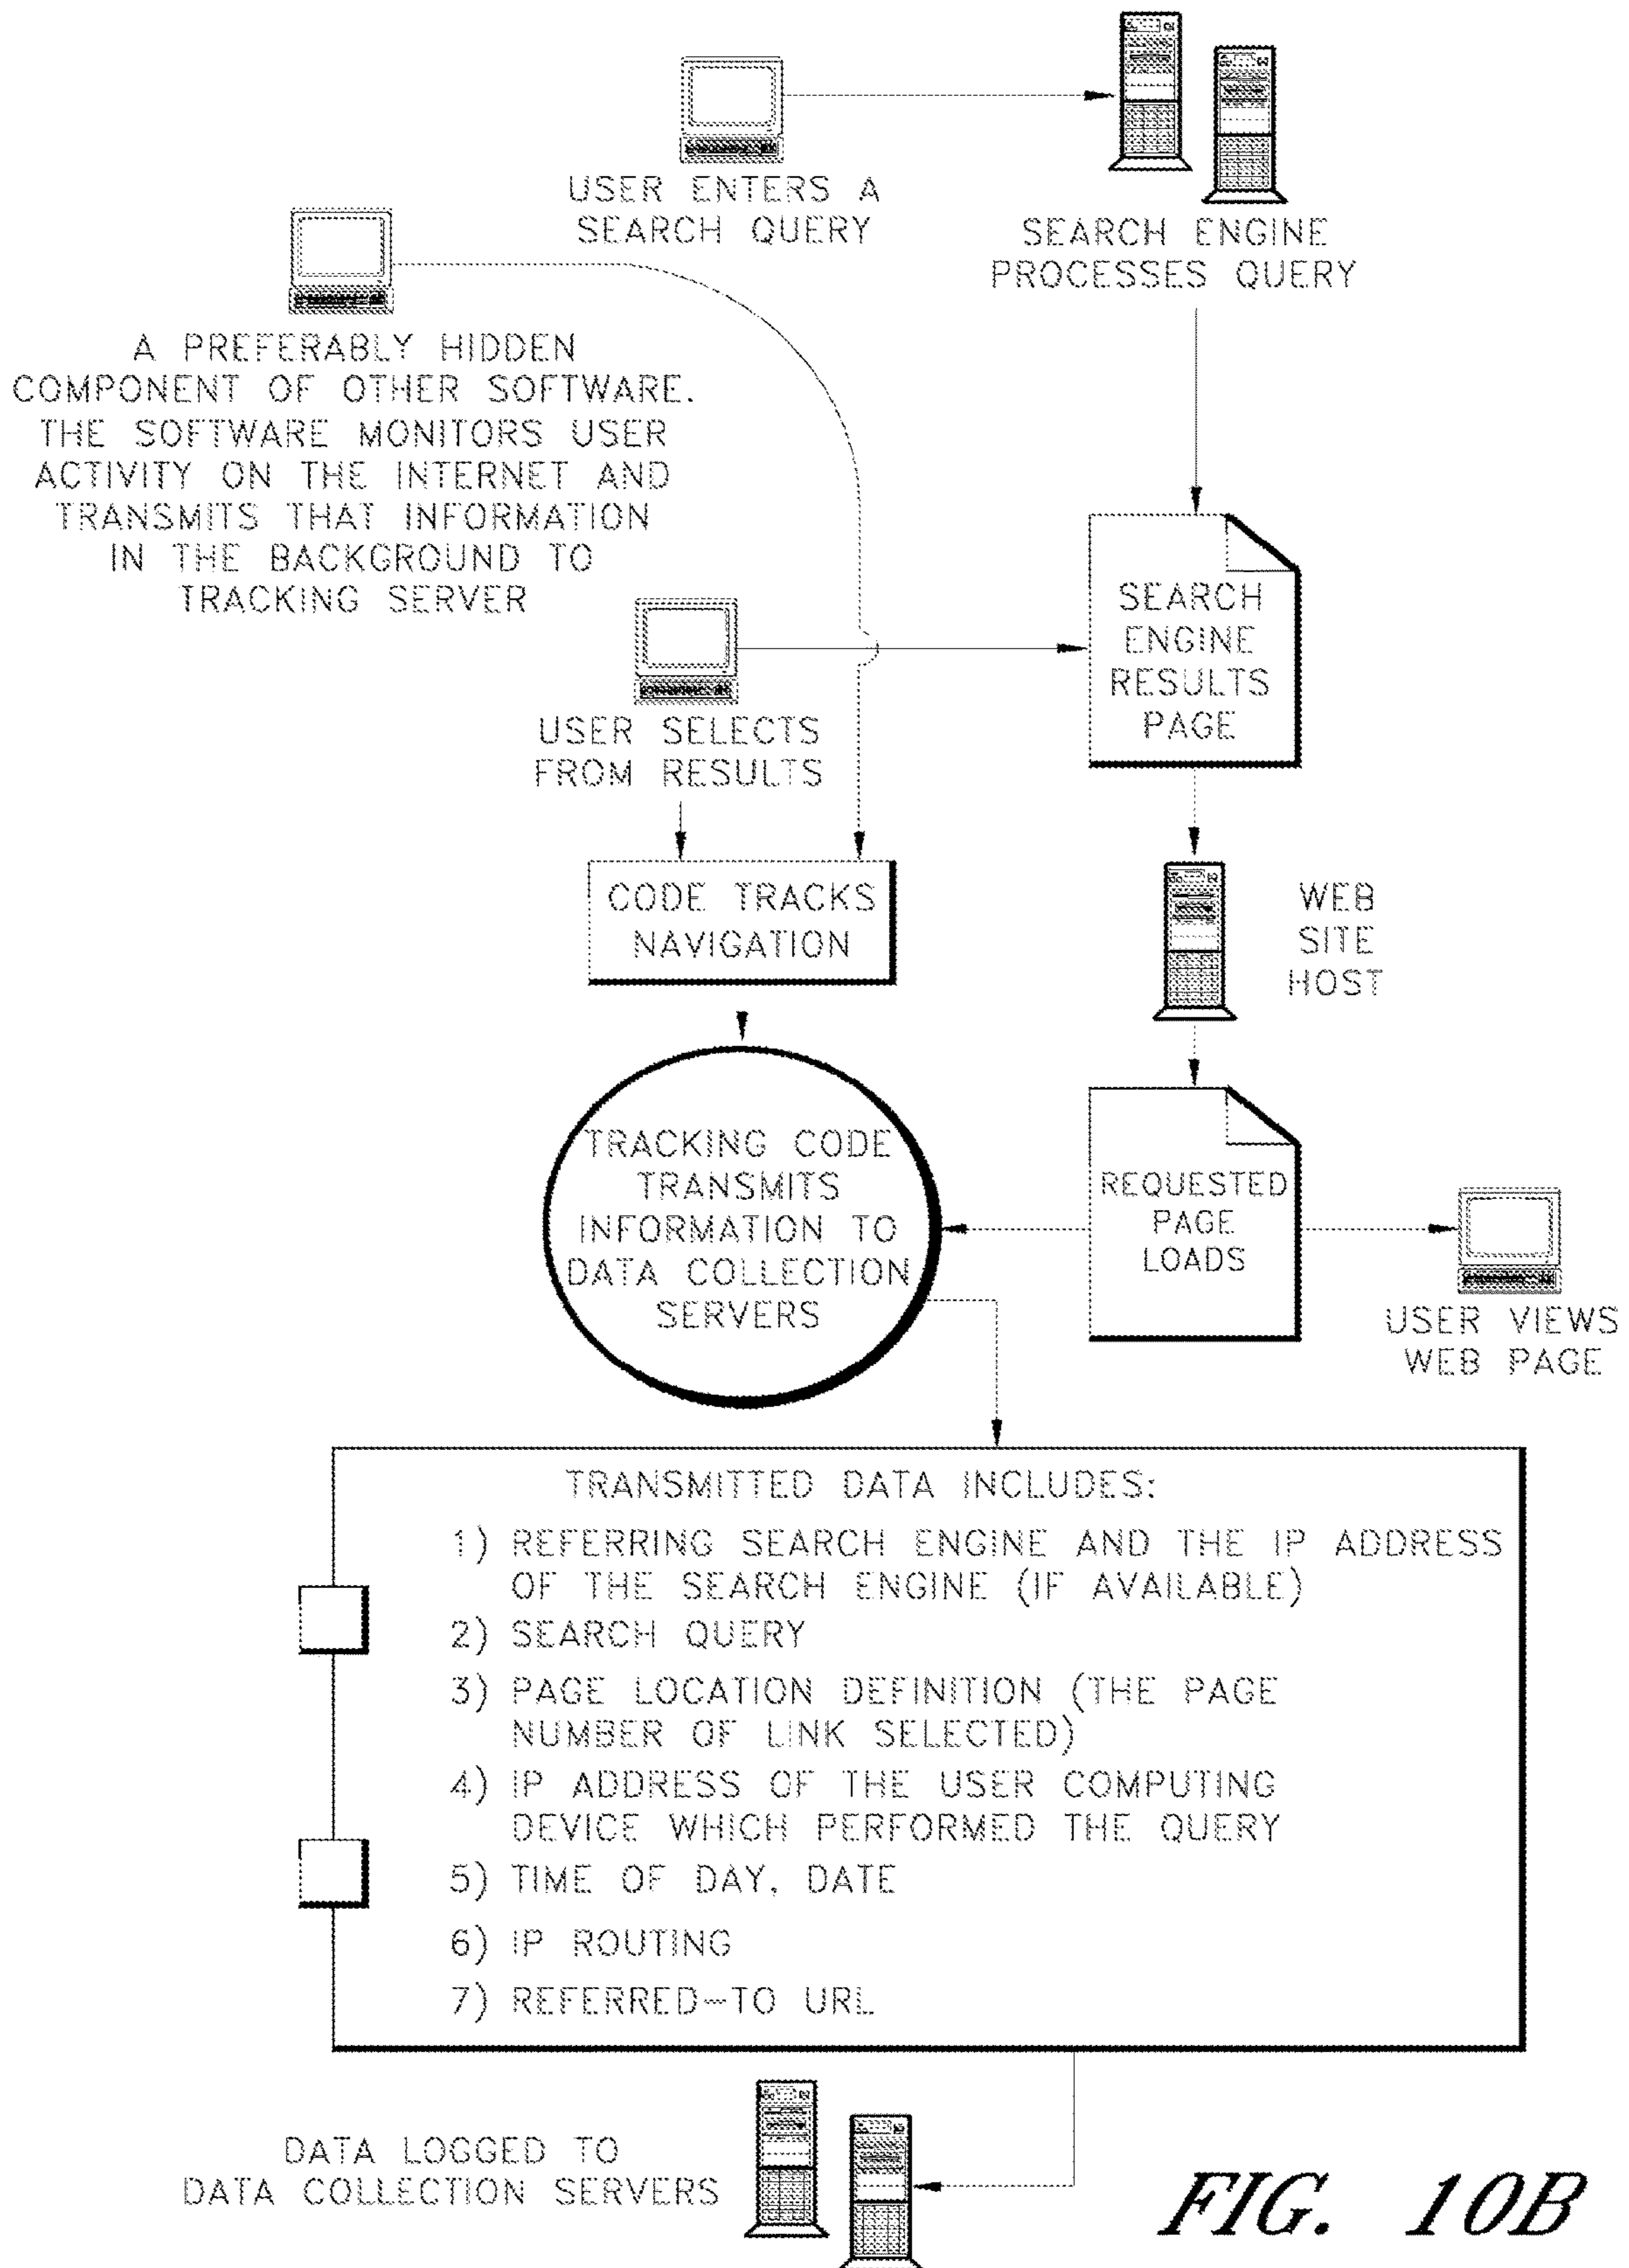 USER ENTERS A
SEARCH QUERY
SEARCH ENGINE
PROCESSES QUERY
A PREFERABLY HIDDEN
COMPONENT OF OTHER SOFTWARE.
THE SOFTWARE MONITORS USER
ACTIVITY ON THE INTERNET AND
TRANSMITS THAT INFORMATION
IN THE BACKGROUND TO
TRACKING SERVER
SEARCH
ENGINE
RESULTS
PAGE
USER SELECTS
FROM RESULTS
CODE TRACKS
NAVIGATION
WEB
SITE
HOST
TRACKING CODE
TRANSMITS
INFORMATION TO
DATA COLLECTION
SERVERS
REQUESTED
PAGE
LOADS
USER VIEWS
WEB PAGE
TRANSMITTED DATA INCLUDES:
1) REFERRING SEARCH ENGINE AND THE IP ADDRESS
OF THE SEARCH ENGINE (IF AVAILABLE)
2) SEARCH QUERY
3) PAGE LOCATION DEFINITION (THE PAGE
NUMBER OF LINK SELECTED)
4) IP ADDRESS OF THE USER COMPUTING
DEVICE WHICH PERFORMED THE QUERY
5) TIME OF DAY, DATE
6) IP ROUTING
7) REFERRED-TO URL
DATA LOGGED TO
DATA COLLECTION SERVERS
FIG. 10B